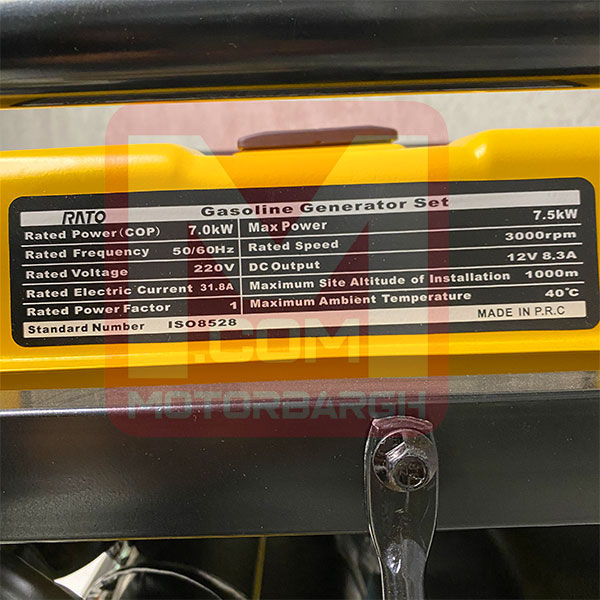 RATO Gasoline Generator Set
Rated Power(COP) 7.0kW Max Power 7.5kW
Rated Frequency 50/60Hz Rated Speed 3000rpm
Rated Voltage 220V DC Output 12V 8.3A
Rated Electric Current 31.8A Maximum Site Altitude of Installation 1000m
Rated Power Factor 1 Maximum Ambient Temperature 40℃
Standard Number ISO8528 MADE IN P.R.C
M
.COM
MOTORBARGH